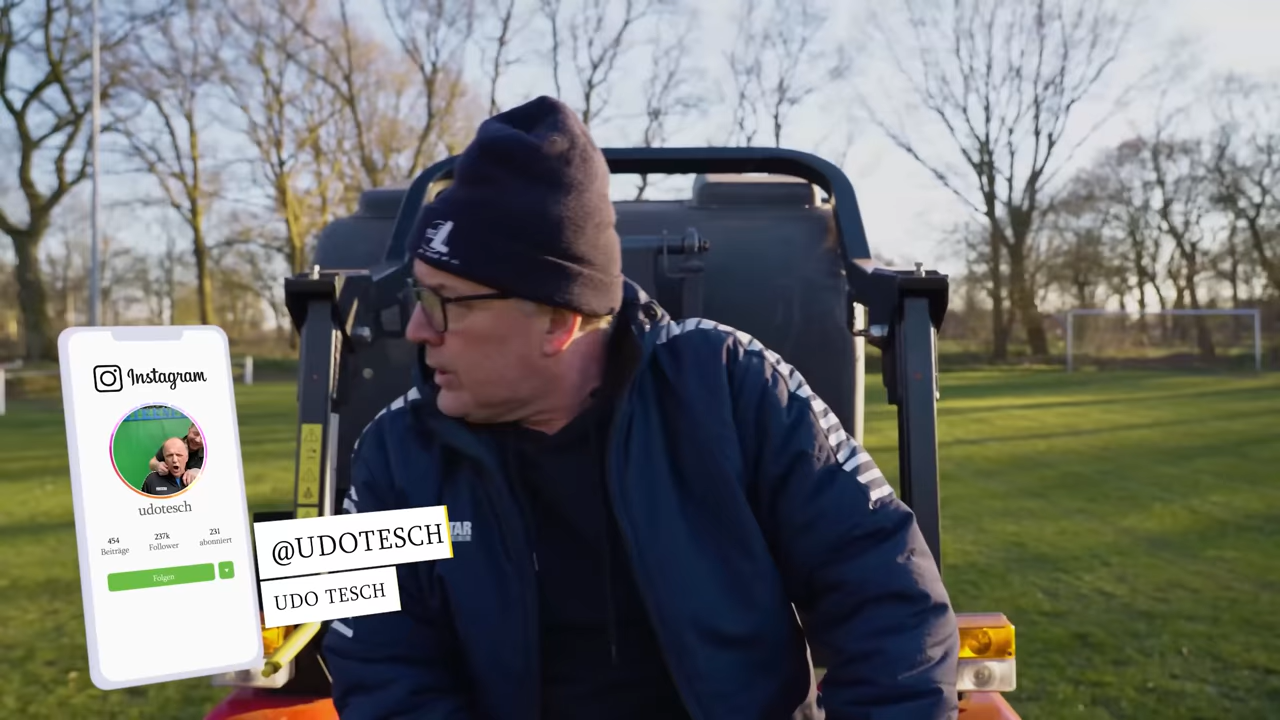 Instagram
udotesch
454
Beiträge
237k
Follower
231
abonniert
Folgen
@UDOTESCH
UDO TESCH